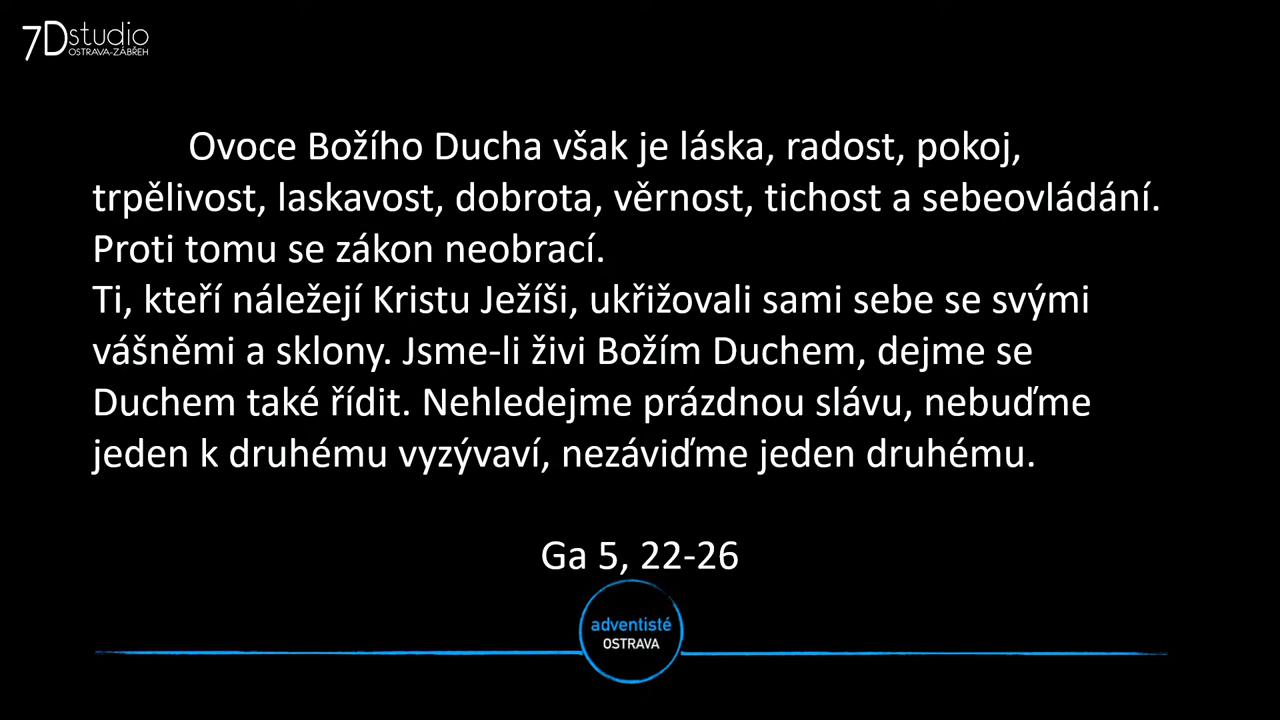 7Dstudio
OSTRAVA-ZÁBŘEH
Ovoce Božího Ducha však je láska, radost, pokoj,
trpělivost, laskavost, dobrota, věrnost, tichost a sebeovládání.
Proti tomu se zákon neobrací.
Ti, kteří náležejí Kristu Ježíši, ukřižovali sami sebe se svými
vášněmi a sklony. Jsme-li živi Božím Duchem, dejme se
Duchem také řídit. Nehledejme prázdnou slávu, nebuďme
jeden k druhému vyzývaví, nezáviďme jeden druhému.
Ga 5, 22-26
adventisté
OSTRAVA